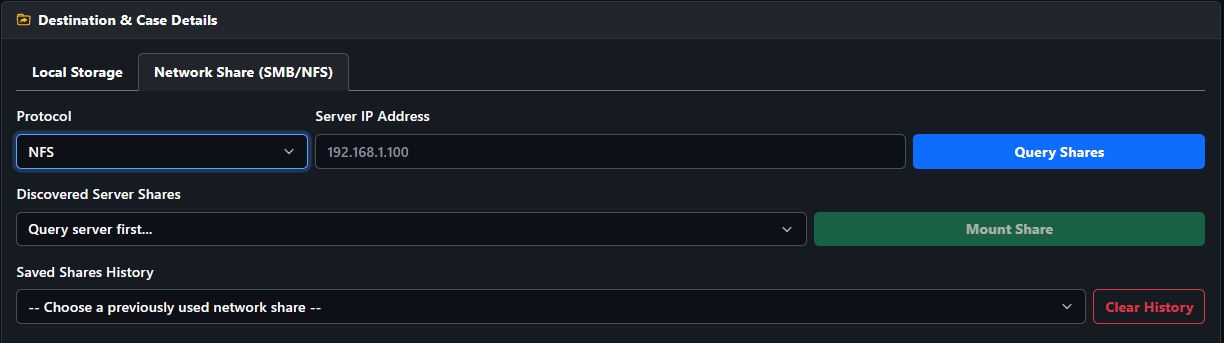 Destination & Case Details
Local Storage
Network Share (SMB/NFS)
Protocol
Server IP Address
NFS
192.168.1.100
Query Shares
Discovered Server Shares
Query server first...
Mount Share
Saved Shares History
-- Choose a previously used network share --
Clear History